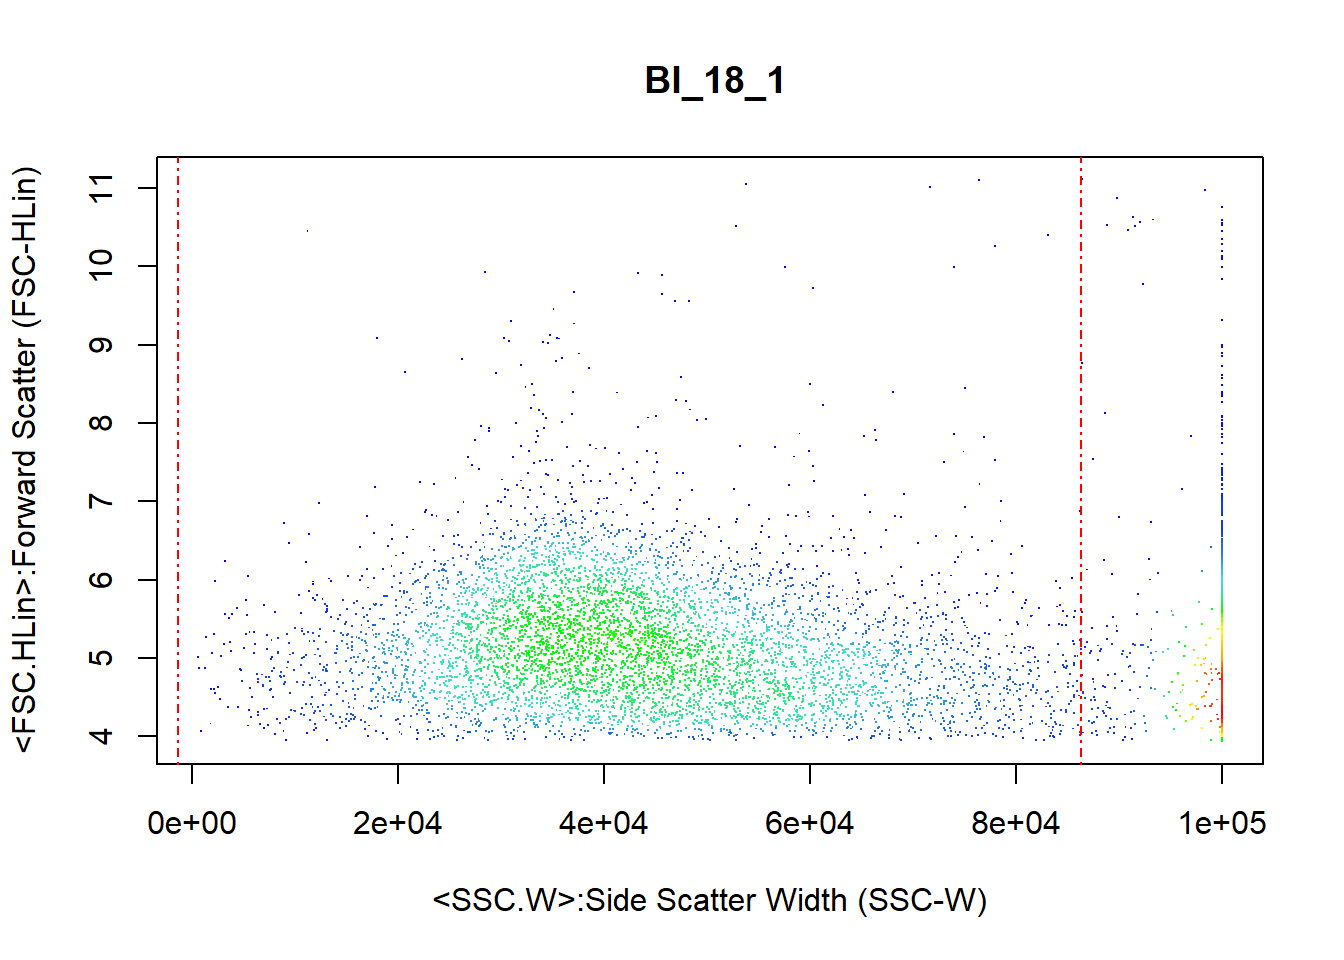 BI_18_1
<FSC.HLin>:Forward Scatter (FSC-HLin)
11
10
9
8
7
6
5
4
0e+00 2e+04 4e+04 6e+04 8e+04 1e+05
<SSC.W>:Side Scatter Width (SSC-W)